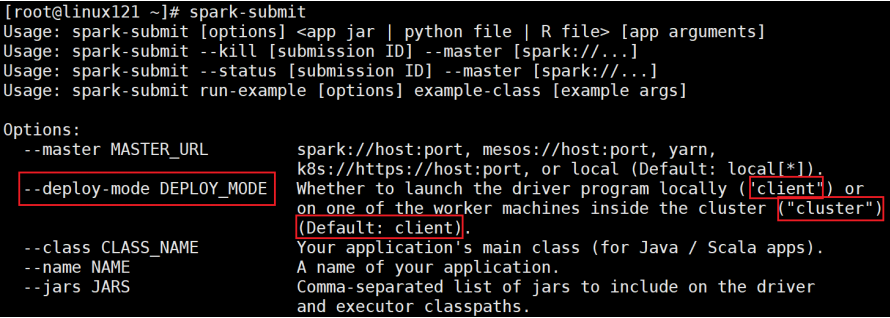 [root@linux121 ~]# spark-submit
Usage: spark-submit [options] <app jar | python file | R file> [app arguments]
Usage: spark-submit --kill [submission ID] --master [spark://...]
Usage: spark-submit --status [submission ID] --master [spark://...]
Usage: spark-submit run-example [options] example-class [example args]

Options:
  --master MASTER_URL         spark://host:port, mesos://host:port, yarn,
                              k8s://https://host:port, or local (Default: local[*]).
  --deploy-mode DEPLOY_MODE   Whether to launch the driver program locally ("client") or
                              on one of the worker machines inside the cluster ("cluster")
                              (Default: client).
  --class CLASS_NAME          Your application's main class (for Java / Scala apps).
  --name NAME                 A name of your application.
  --jars JARS                 Comma-separated list of jars to include on the driver
                              and executor classpaths.